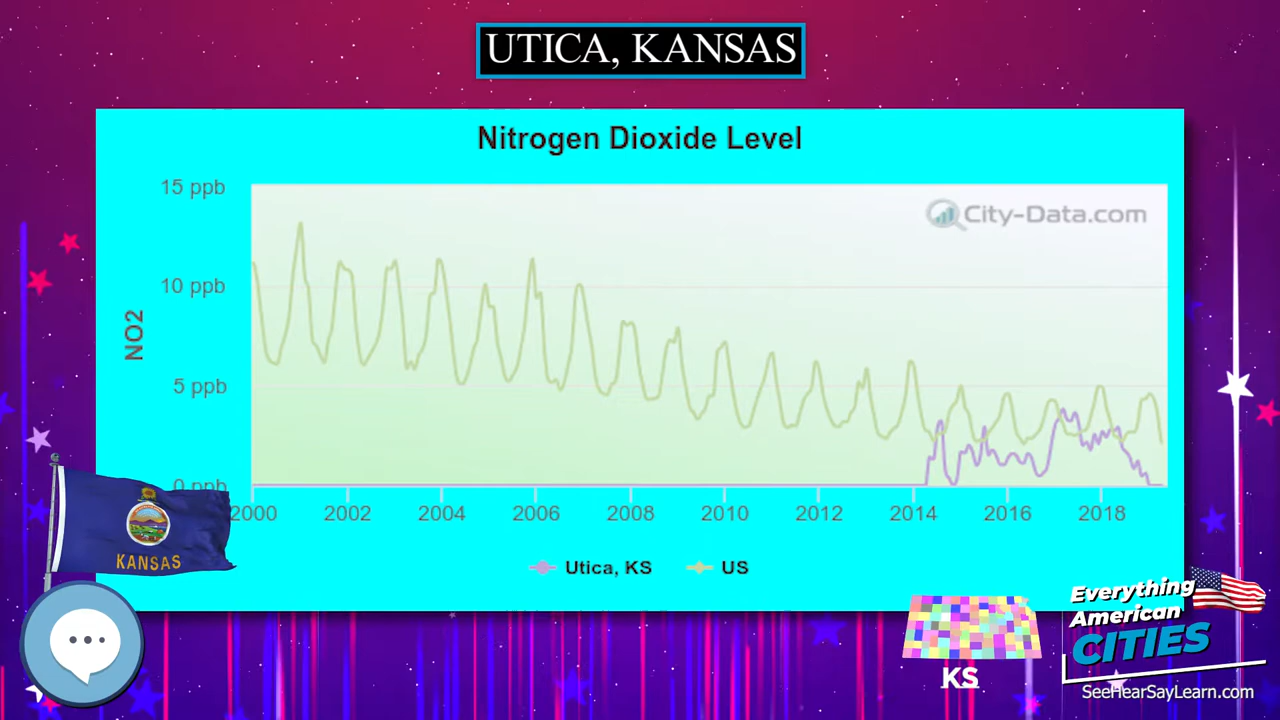 UTICA, KANSAS
Nitrogen Dioxide Level
15 ppb
City-Data.com
10 ppb
NO2
5 ppb
0 ppb
2000 2002 2004 2006 2008 2010 2012 2014 2016 2018
KANSAS
Utica, KS US
Everything
American
CITIES
KS
SeeHearSayLearn.com